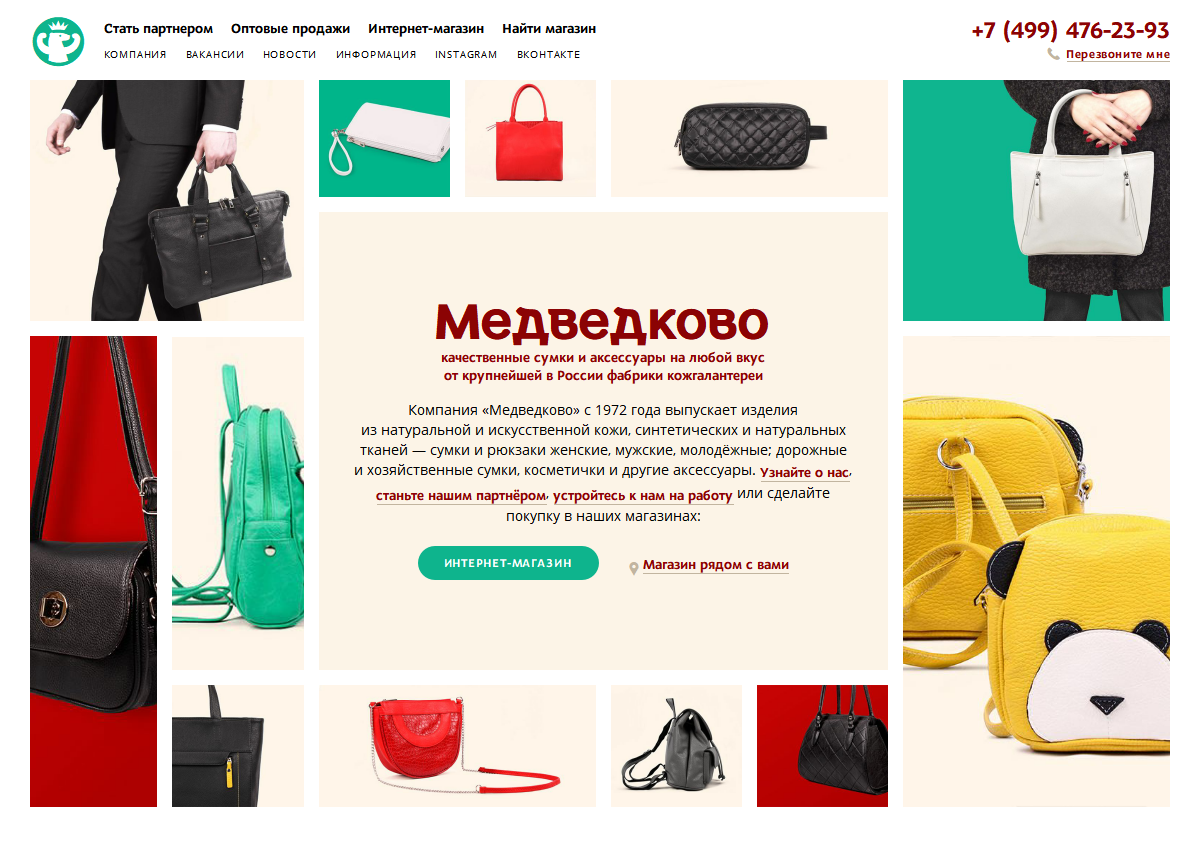 Стать партнером Оптовые продажи Интернет-магазин Найти магазин
+7 (499) 476-23-93
КОМПАНИЯ ВАКАНСИИ НОВОСТИ ИНФОРМАЦИЯ INSTAGRAM ВКОНТАКТЕ
Перезвоните мне
Медведково
качественные сумки и аксессуары на любой вкус
от крупнейшей в России фабрики кожгалантереи
Компания «Медведково» с 1972 года выпускает изделия
из натуральной и искусственной кожи, синтетических и натуральных
тканей — сумки и рюкзаки женские, мужские, молодёжные; дорожные
и хозяйственные сумки, косметички и другие аксессуары. Узнайте о нас,
станьте нашим партнёром, устройтесь к нам на работу или сделайте
покупку в наших магазинах:
ИНТЕРНЕТ-МАГАЗИН
Магазин рядом с вами